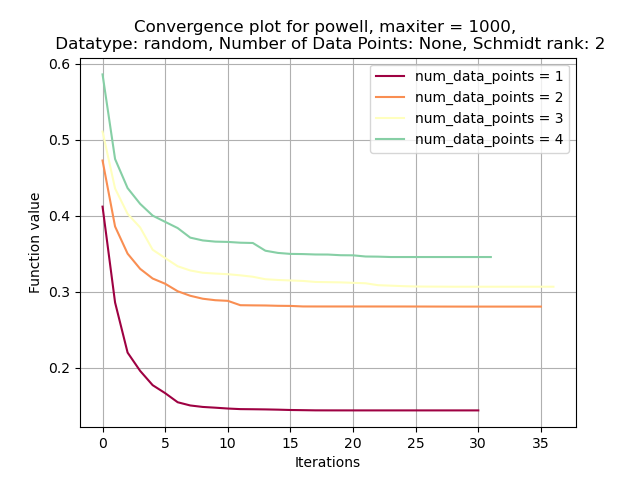 Convergence plot for powell, maxiter = 1000,
Datatype: random, Number of Data Points: None, Schmidt rank: 2
num_data_points = 1
num_data_points = 2
num_data_points = 3
num_data_points = 4
Function value
0.6
0.5
0.4
0.3
0.2
0 5 10 15 20 25 30 35
Iterations